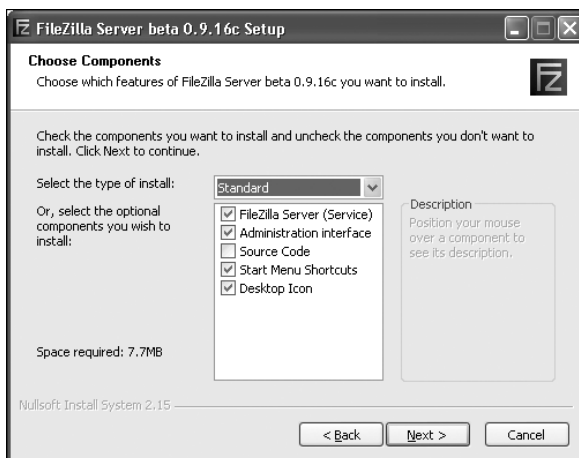 FileZilla Server beta 0.9.16c Setup
Choose Components
Choose which features of FileZilla Server beta 0.9.16c you want to install.
FZ
Check the components you want to install and uncheck the components you don't want to
install. Click Next to continue.
Select the type of install:
Standard
Or, select the optional
components you wish to
install:
FileZilla Server (Service)
Administration interface
Source Code
Start Menu Shortcuts
Desktop Icon
Description
Position your mouse
over a component to
see its description.
Space required: 7.7MB
Nullsoft Install System 2.15
< Back
Next >
Cancel